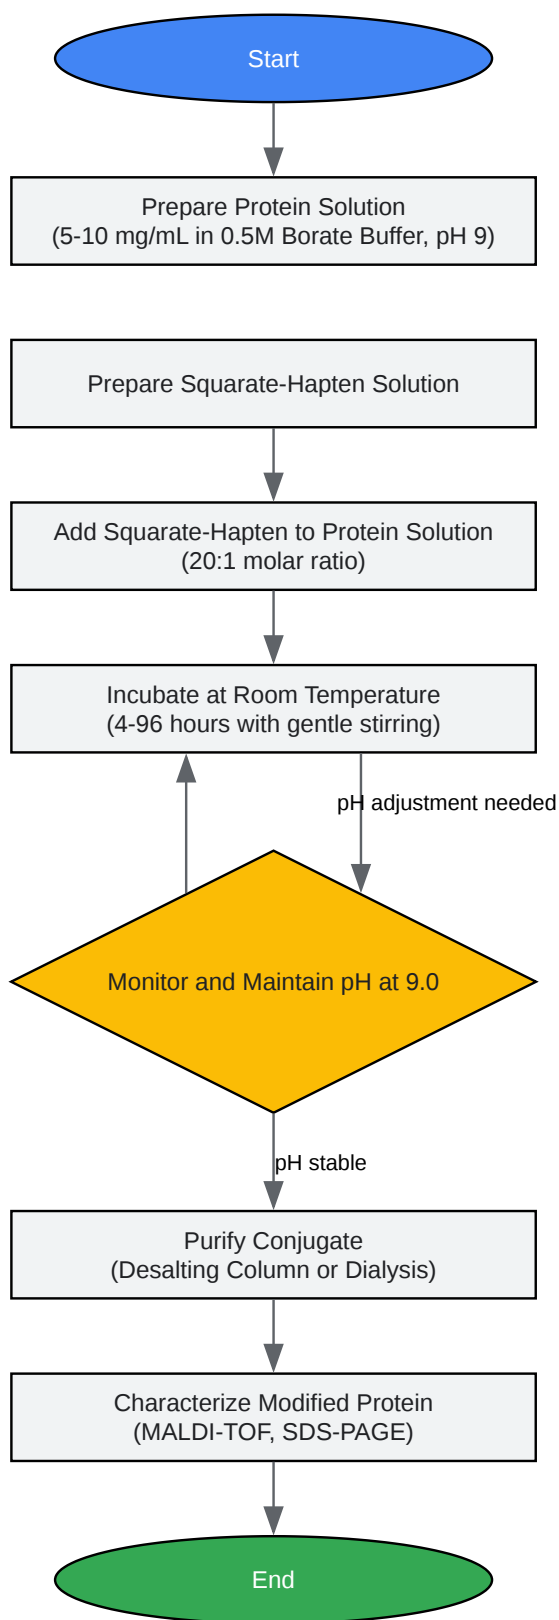 Start
Prepare Protein Solution
(5-10 mg/mL in 0.5M Borate Buffer, pH 9)
Prepare Squarate-Hapten Solution
Add Squarate-Hapten to Protein Solution
(20:1 molar ratio)
Incubate at Room Temperature
(4-96 hours with gentle stirring)
pH adjustment needed
Monitor and Maintain pH at 9.0
pH stable
Purify Conjugate
(Desalting Column or Dialysis)
Characterize Modified Protein
(MALDI-TOF, SDS-PAGE)
End